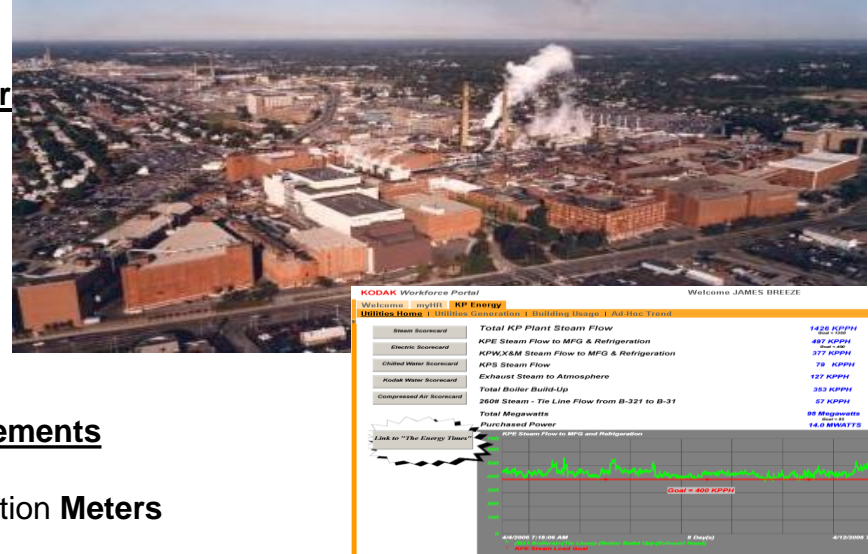 r
KODAK Workforce Portal
Welcome JAMES BREEZE
Welcome myHR KP Energy
Utilities Home | Utilities Generation | Building Usage | Ad-Hoc Trend
Steam Scorecard
Total KP Plant Steam Flow
1426 KPPH
Electric Scorecard
KPE Steam Flow to MFG & Refrigeration
497 KPPH
Goal = 400
KPW,X&M Steam Flow to MFG & Refrigeration
377 KPPH
Chilled Water Scorecard
KPS Steam Flow
79 KPPH
Kodak Water Scorecard
Exhaust Steam to Atmosphere
127 KPPH
Total Boiler Build-Up
353 KPPH
Compressed Air Scorecard
260# Steam - Tie Line Flow from B-321 to B-31
57 KPPH
ements
Total Megawatts
98 Megawatts
Purchased Power
14.0 MWATTS
Link to "The Energy Times"
KPE Steam Flow to MFG and Refrigeration
Goal = 400 KPPH
tion Meters
4/4/2006 7:18:06 AM
8 Day(s)
4/12/2006
KPE Steam Load Goal